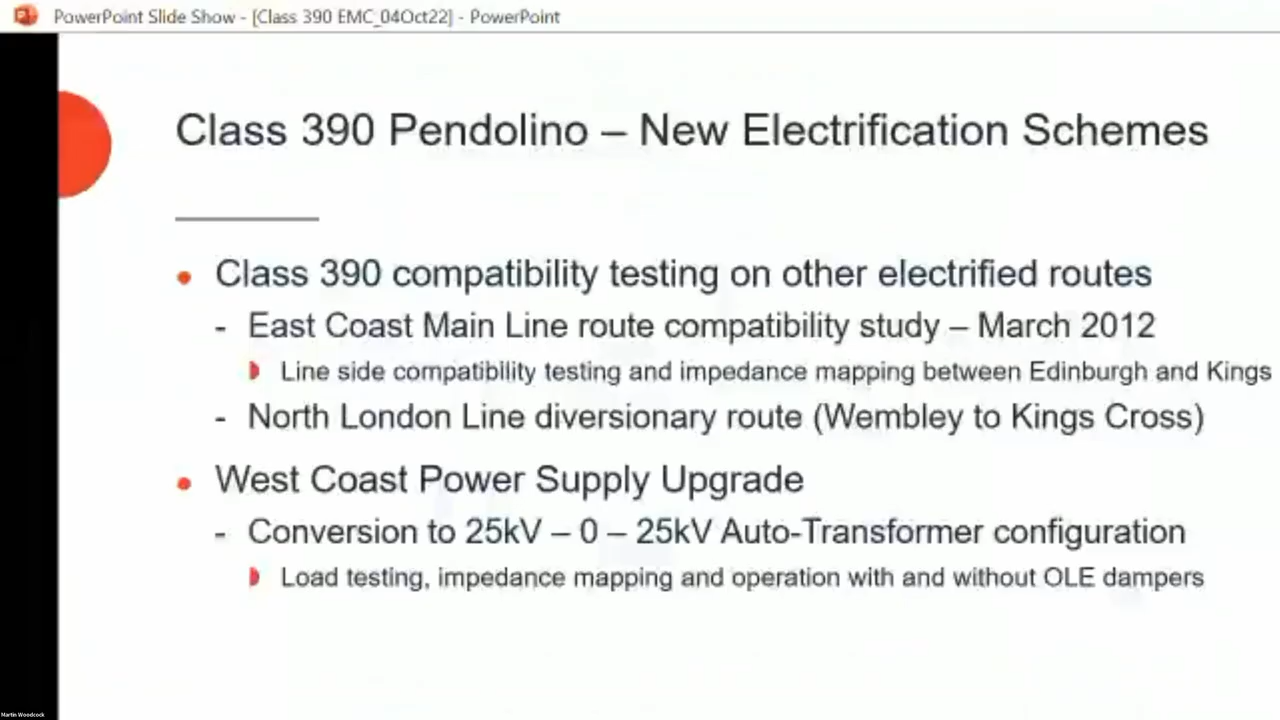 PowerPoint Slide Show - [Class 390 EMC_04Oct22] - PowerPoint
Class 390 Pendolino – New Electrification Schemes
Class 390 compatibility testing on other electrified routes
- East Coast Main Line route compatibility study – March 2012
Line side compatibility testing and impedance mapping between Edinburgh and Kings
- North London Line diversionary route (Wembley to Kings Cross)
West Coast Power Supply Upgrade
- Conversion to 25kV – 0 – 25kV Auto-Transformer configuration
Load testing, impedance mapping and operation with and without OLE dampers
Martin Woodcock